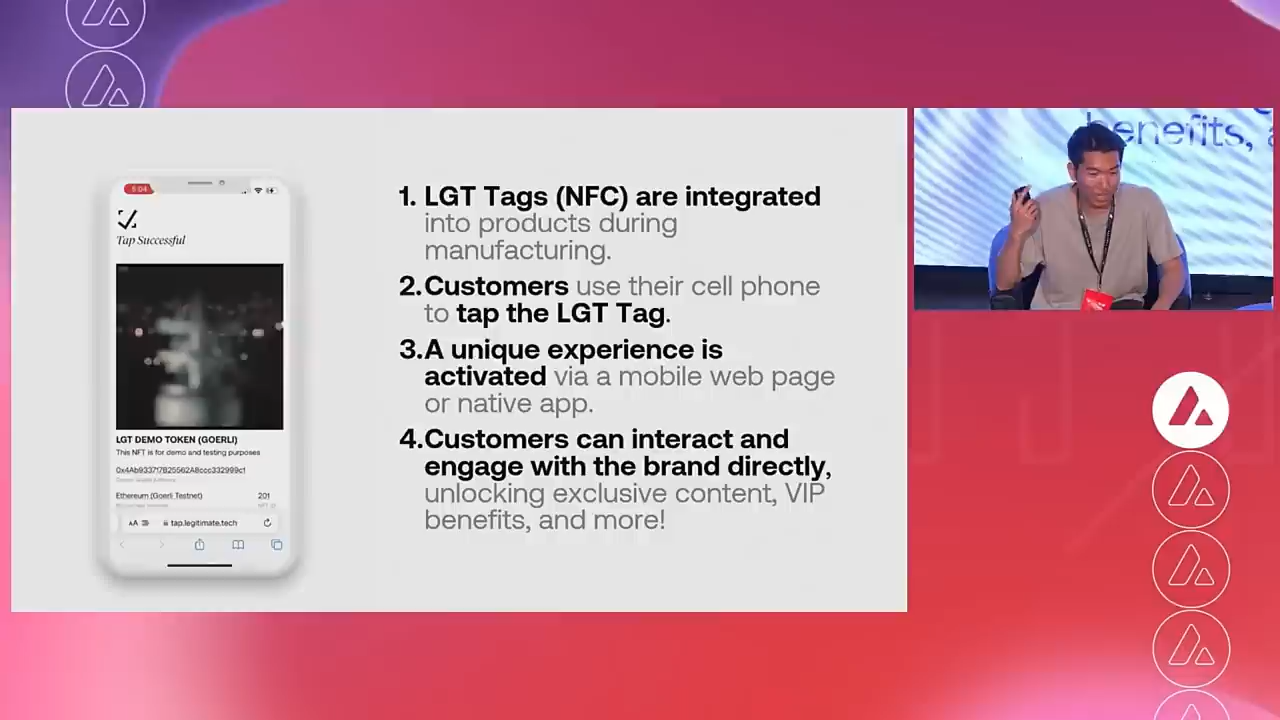 5:04
Tap Successful
LGT DEMO TOKEN (GOERLI)
This NFT is for demo and testing purposes
Ethereum (Goerli Testnet) 201
AA tap.legitimate.tech
1. LGT Tags (NFC) are integrated
into products during
manufacturing.
2. Customers use their cell phone
to tap the LGT Tag.
3. A unique experience is
activated via a mobile web page
or native app.
4. Customers can interact and
engage with the brand directly,
unlocking exclusive content, VIP
benefits, and more!
benefits, a